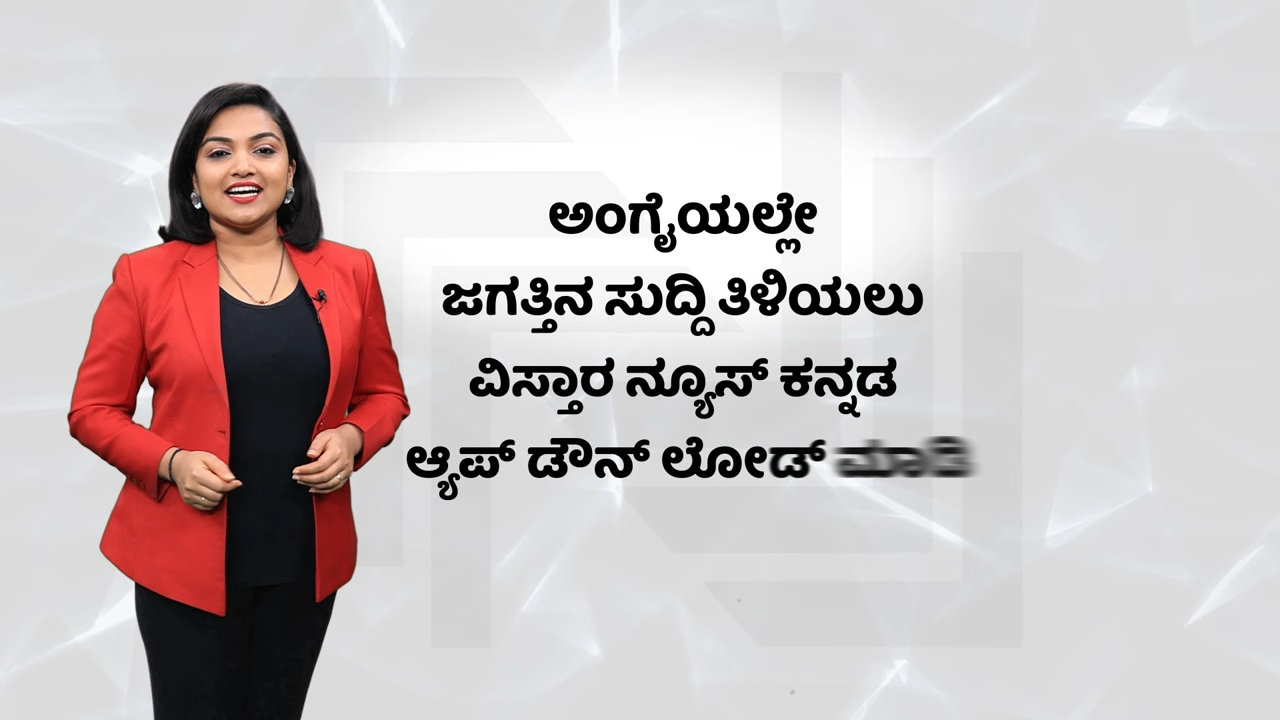 ಅಂಗೈಯಲ್ಲೇ
ಜಗತ್ತಿನ ಸುದ್ದಿ ತಿಳಿಯಲು
ವಿಸ್ತಾರ ನ್ಯೂಸ್ ಕನ್ನಡ
ಆ್ಯಪ್ ಡೌನ್ ಲೋಡ್ ಮಾಡಿ